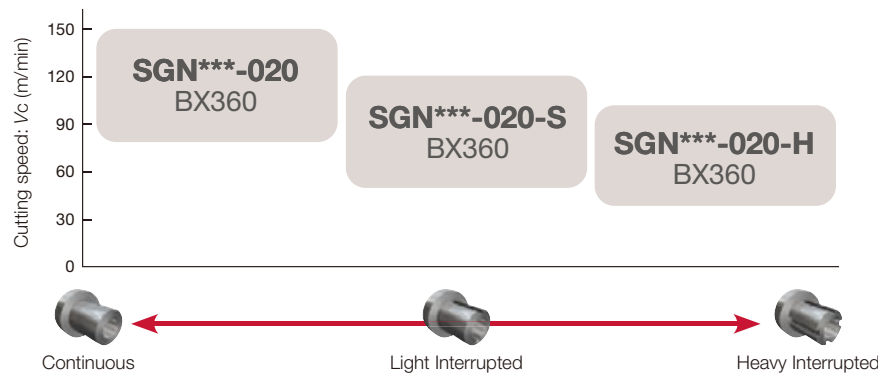 Cutting speed: Vc (m/min)
150
120
90
60
30
0
SGN***-020
BX360
SGN***-020-S
BX360
SGN***-020-H
BX360
Continuous
Light Interrupted
Heavy Interrupted